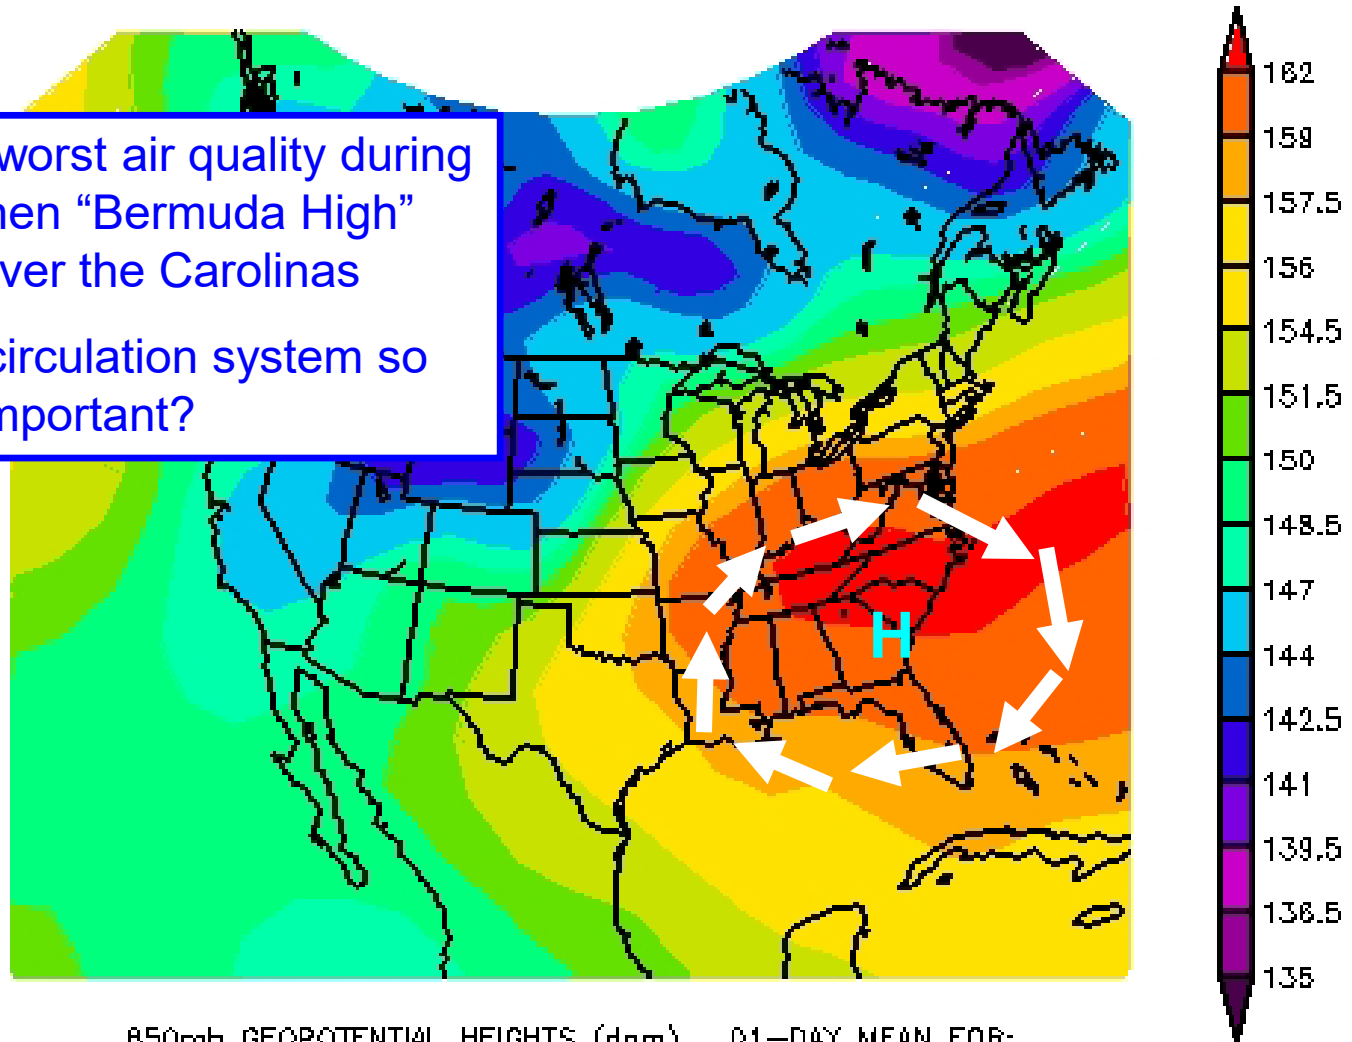 worst air quality during
hen “Bermuda High”
ver the Carolinas
circulation system so
mportant?
H
162
159
157.5
156
154.5
151.5
150
148.5
147
144
142.5
141
139.5
136.5
135
850mb GEOPOTENTIAL HEIGHTS (dam) 01-DAY MEAN FOR: